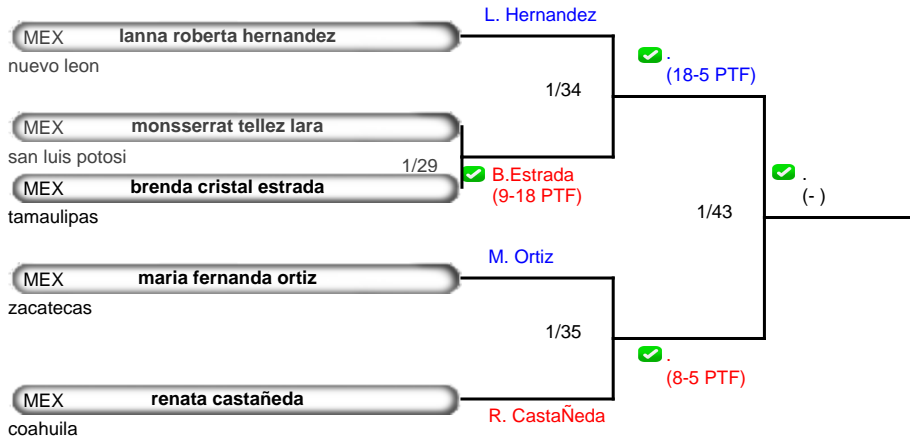 L. Hernandez
MEX lanna roberta hernandez
nuevo leon
.
(18-5 PTF)
1/34
MEX monsserrat tellez lara
san luis potosi
1/29
B.Estrada
(9-18 PTF)
MEX brenda cristal estrada
tamaulipas
.
(- )
1/43
M. Ortiz
MEX maria fernanda ortiz
zacatecas
1/35
.
(8-5 PTF)
MEX renata castañeda
R. CastaÑeda
coahuila